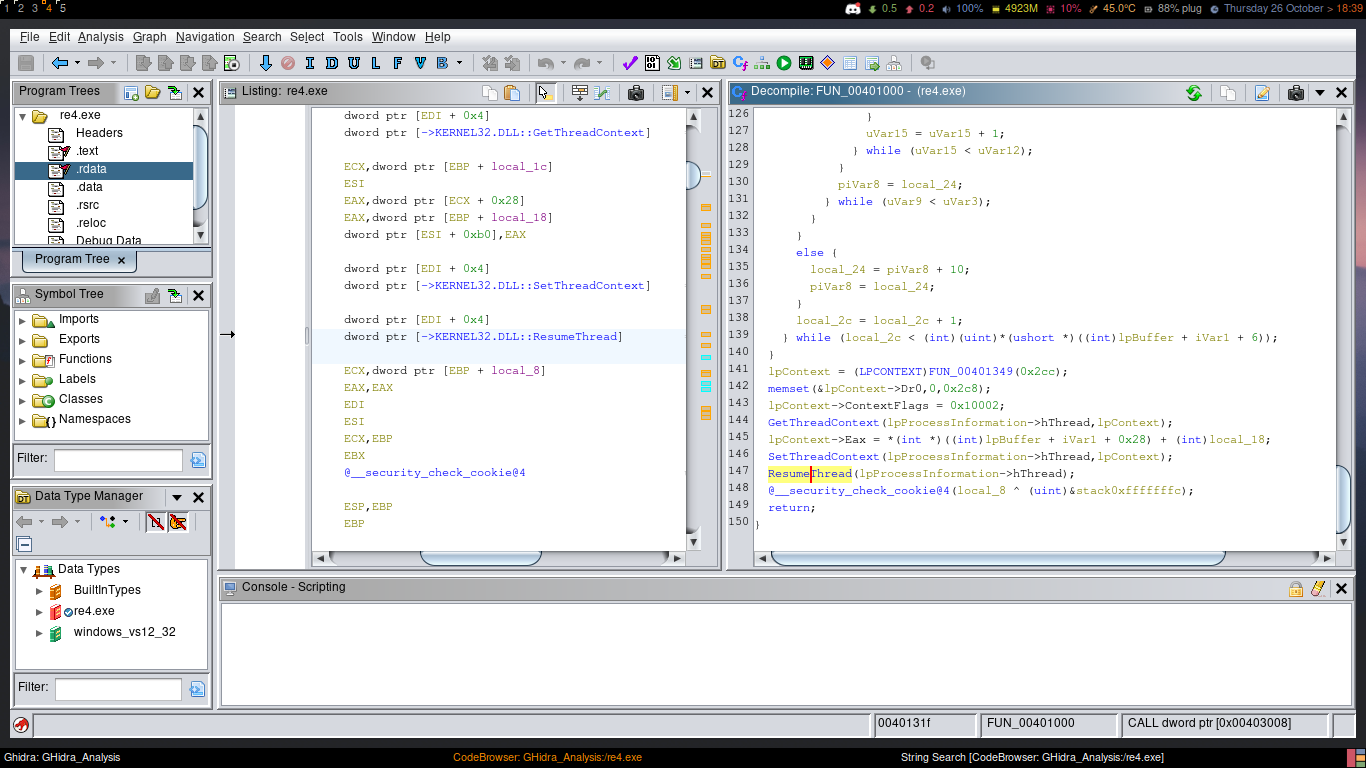 1 2 3 4 5
0.5 0.2 100% 4923M 10% 45.0°C 88% plug Thursday 26 October > 18:39
File Edit Analysis Graph Navigation Search Select Tools Window Help
I D U L F V B
Program Trees
re4.exe
Headers
.text
.rdata
.data
.rsrc
.reloc
Debug Data
Program Tree
Symbol Tree
Imports
Exports
Functions
Labels
Classes
Namespaces
Filter:
Data Type Manager
Data Types
BuiltInTypes
re4.exe
windows_vs12_32
Filter:
Listing: re4.exe
dword ptr [EDI + 0x4]
dword ptr [->KERNEL32.DLL::GetThreadContext]
ECX,dword ptr [EBP + local_1c]
ESI
EAX,dword ptr [ECX + 0x28]
EAX,dword ptr [EBP + local_18]
dword ptr [ESI + 0xb0],EAX
dword ptr [EDI + 0x4]
dword ptr [->KERNEL32.DLL::SetThreadContext]
dword ptr [EDI + 0x4]
dword ptr [->KERNEL32.DLL::ResumeThread]
ECX,dword ptr [EBP + local_8]
EAX,EAX
EDI
ESI
ECX,EBP
EBX
@__security_check_cookie@4
ESP,EBP
EBP
Decompile: FUN_00401000 - (re4.exe)
126 }
127 uVar15 = uVar15 + 1;
128 } while (uVar15 < uVar12);
129 }
130 piVar8 = local_24;
131 } while (uVar9 < uVar3);
132 }
133 }
134 else {
135 local_24 = piVar8 + 10;
136 piVar8 = local_24;
137 }
138 local_2c = local_2c + 1;
139 } while (local_2c < (int)(uint)*(ushort *)((int)lpBuffer + iVar1 + 6));
140 }
141 lpContext = (LPCONTEXT)FUN_00401349(0x2cc);
142 memset(&lpContext->Dr0,0,0x2c8);
143 lpContext->ContextFlags = 0x10002;
144 GetThreadContext(lpProcessInformation->hThread,lpContext);
145 lpContext->Eax = *(int *)((int)lpBuffer + iVar1 + 0x28) + (int)local_18;
146 SetThreadContext(lpProcessInformation->hThread,lpContext);
147 ResumeThread(lpProcessInformation->hThread);
148 @__security_check_cookie@4(local_8 ^ (uint)&stack0xfffffffc);
149 return;
150 }
Console - Scripting
0040131f FUN_00401000 CALL dword ptr [0x00403008]
Ghidra: GHidra_Analysis CodeBrowser: GHidra_Analysis:/re4.exe String Search [CodeBrowser: GHidra_Analysis:/re4.exe]